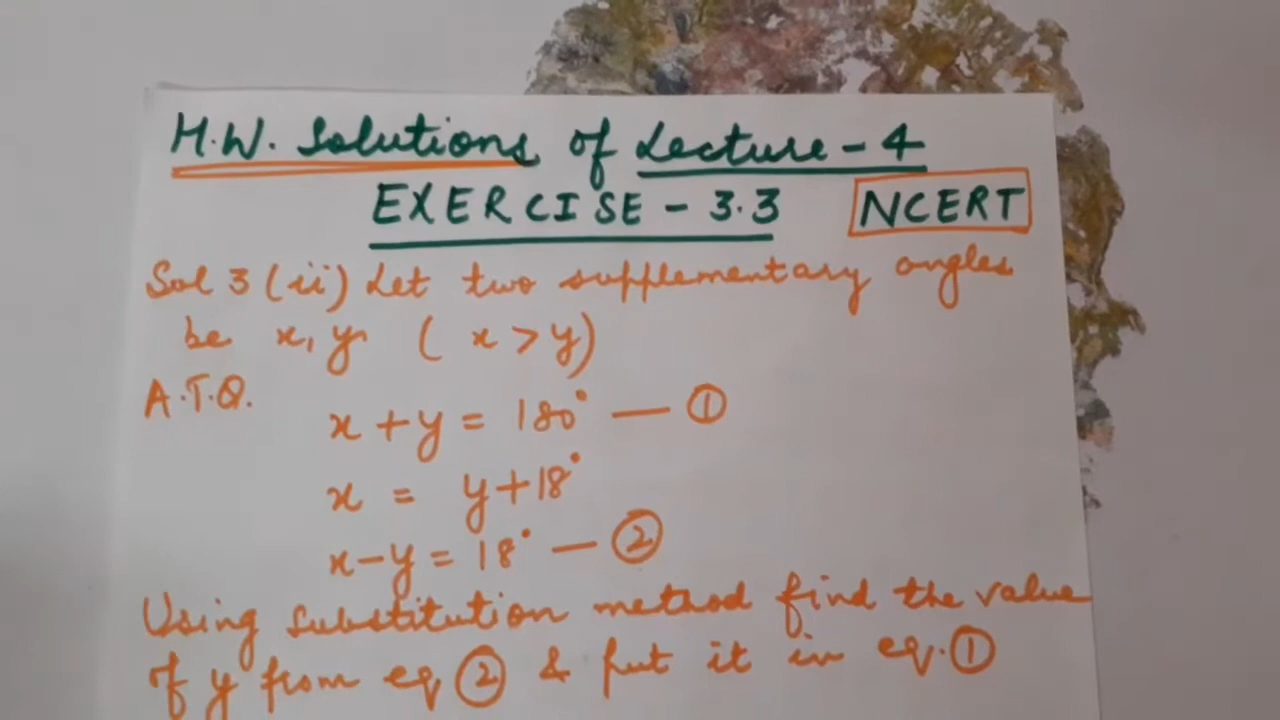 H.W. Solutions of Lecture - 4
EXERCISE - 3.3 NCERT
Sol 3 (ii) Let two supplementary angles
be x, y (x > y)
A.T.Q.
x + y = 180° — ①
x = y + 18°
x - y = 18° — ②
Using substitution method find the value
of y from eq ② & put it in eq. ①